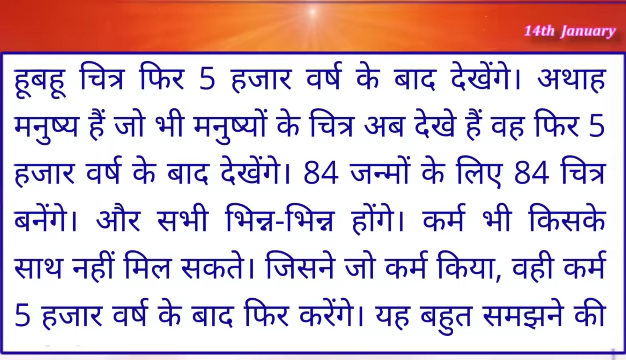 14th January
हूबहू चित्र फिर 5 हजार वर्ष के बाद देखेंगे। अथाह
मनुष्य हैं जो भी मनुष्यों के चित्र अब देखे हैं वह फिर 5
हजार वर्ष के बाद देखेंगे। 84 जन्मों के लिए 84 चित्र
बनेंगे। और सभी भिन्न-भिन्न होंगे। कर्म भी किसके
साथ नहीं मिल सकते। जिसने जो कर्म किया, वही कर्म
5 हजार वर्ष के बाद फिर करेंगे। यह बहुत समझने की